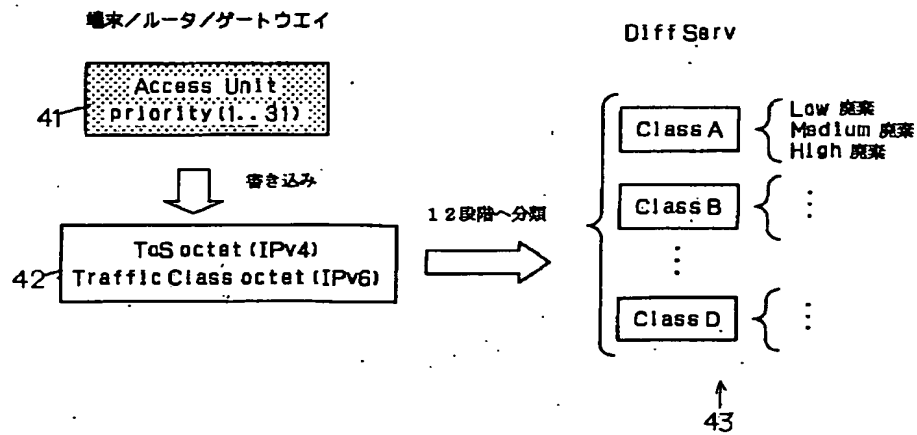 端末/ルータ/ゲートウエイ
Access Unit
priority(1..31)
41
書き込み
ToS octet (IPv4)
Traffic Class octet (IPv6)
42
12段階へ分類
Diff Serv
Class A
Low 廃棄
Medium 廃棄
High 廃棄
Class B
⋮
⋮
Class D
⋮
43